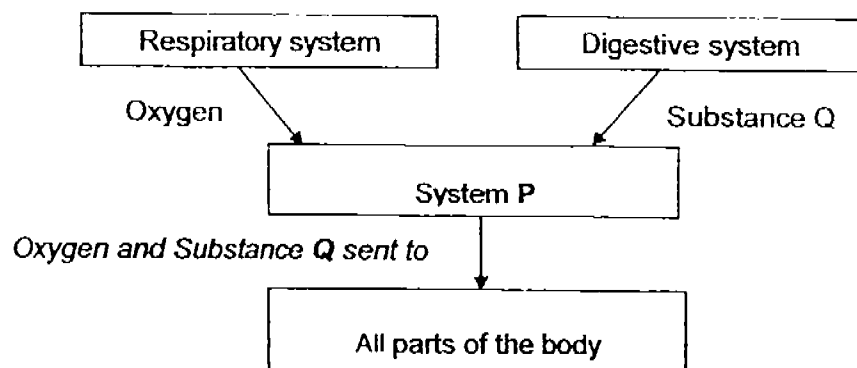 Respiratory system
Digestive system
Oxygen
Substance Q
System P
Oxygen and Substance Q sent to
All parts of the body